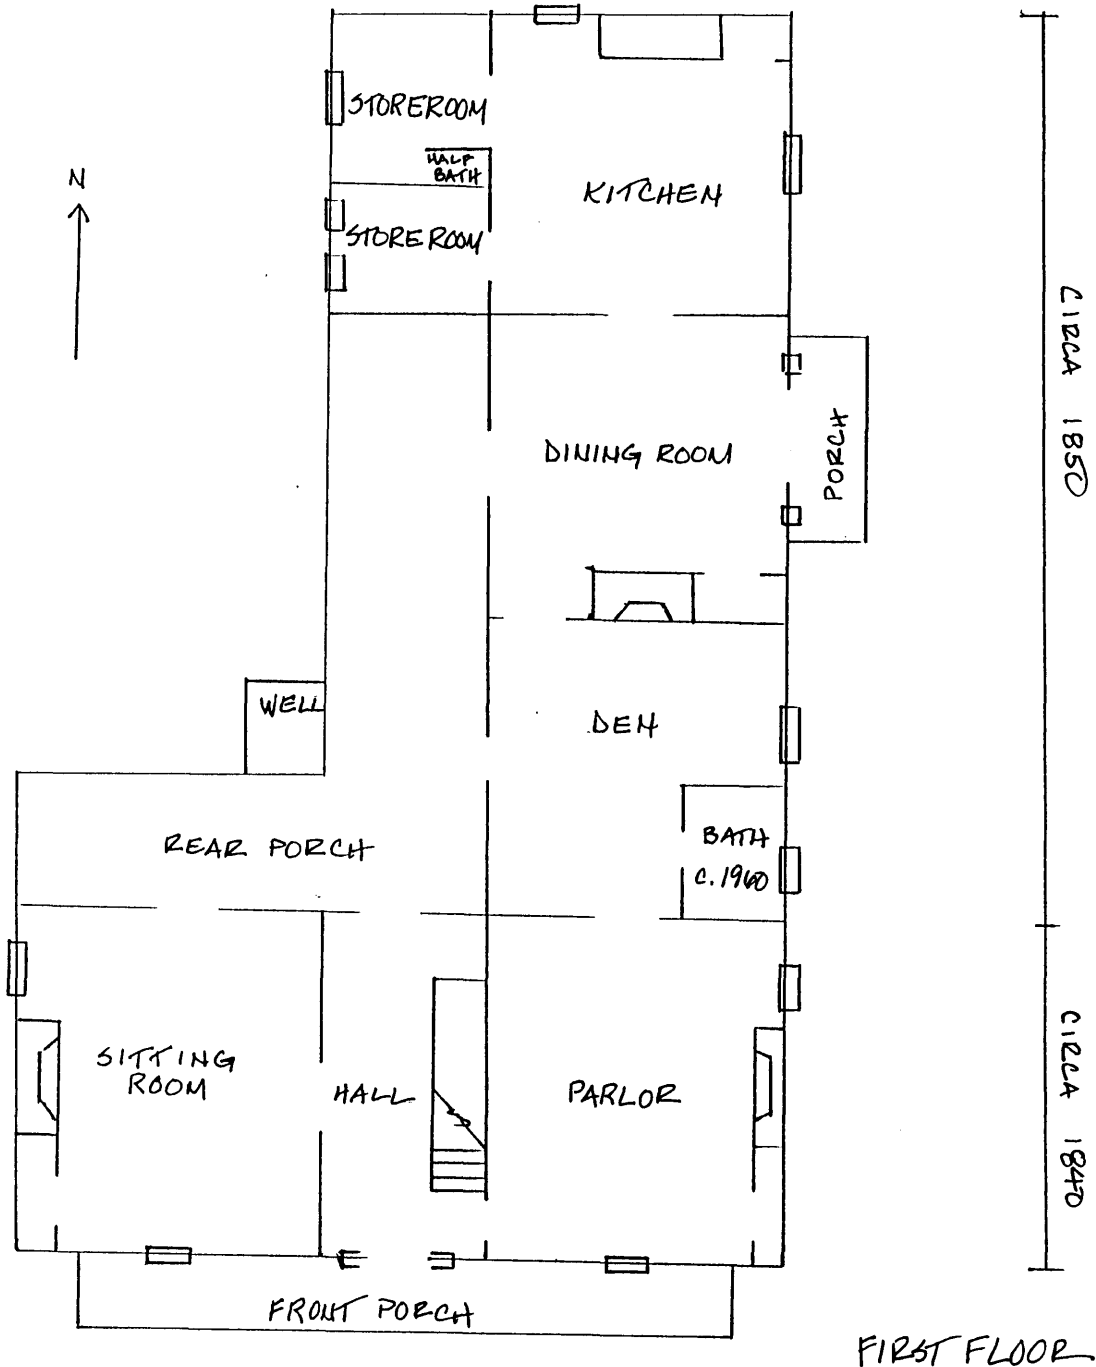 STOREROOM
HALF
BATH
N
KITCHEN
STOREROOM
CIRCA 1850
DINING ROOM
PORCH
WELL
DEN
REAR PORCH
BATH
C. 1960
SITTING
ROOM
HALL
PARLOR
CIRCA 1840
FRONT PORCH
FIRST FLOOR